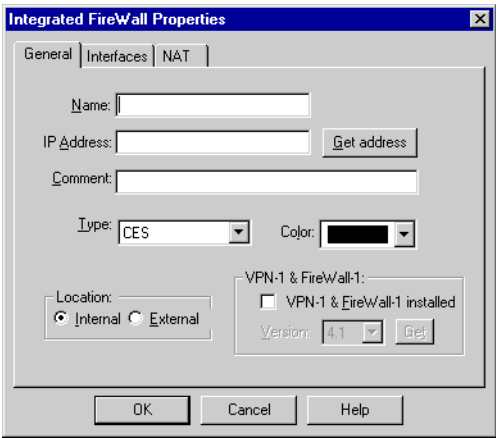 Integrated FireWall Properties
General Interfaces NAT
Name:
IP Address: Get address
Comment:
Type: CES Color:
VPN-1 & FireWall-1:
Location: VPN-1 & FireWall-1 installed
Internal External
Version: 4.1 Get
OK Cancel Help